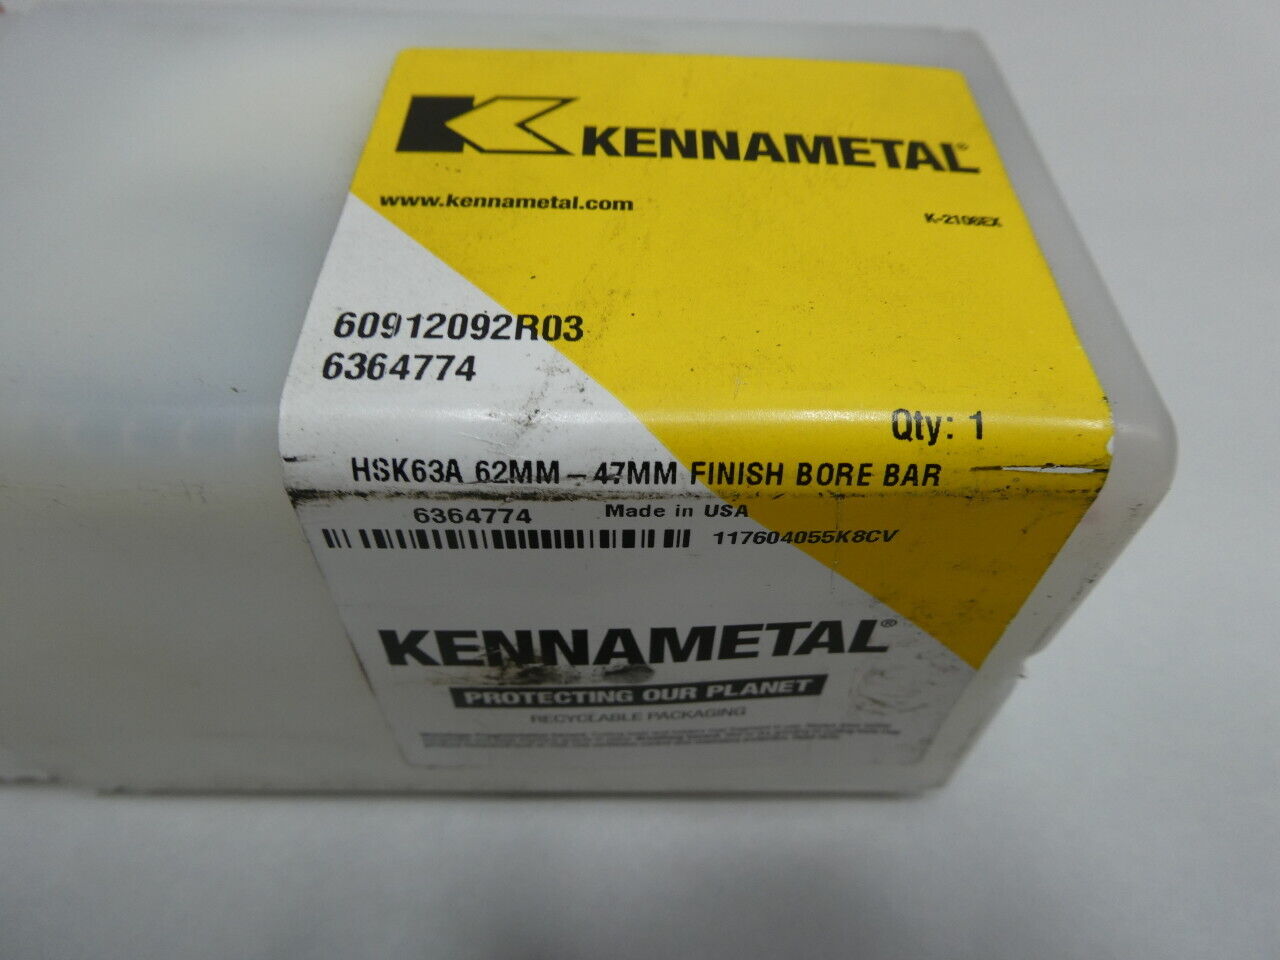 KENNAMETAL®
www.kennametal.com
K-2106EX
60912092R03
6364774
Qty: 1
HSK63A 62MM - 47MM FINISH BORE BAR
6364774 Made in USA
117604055K8CV
KENNAMETAL®
PROTECTING OUR PLANET
RECYCLABLE PACKAGING